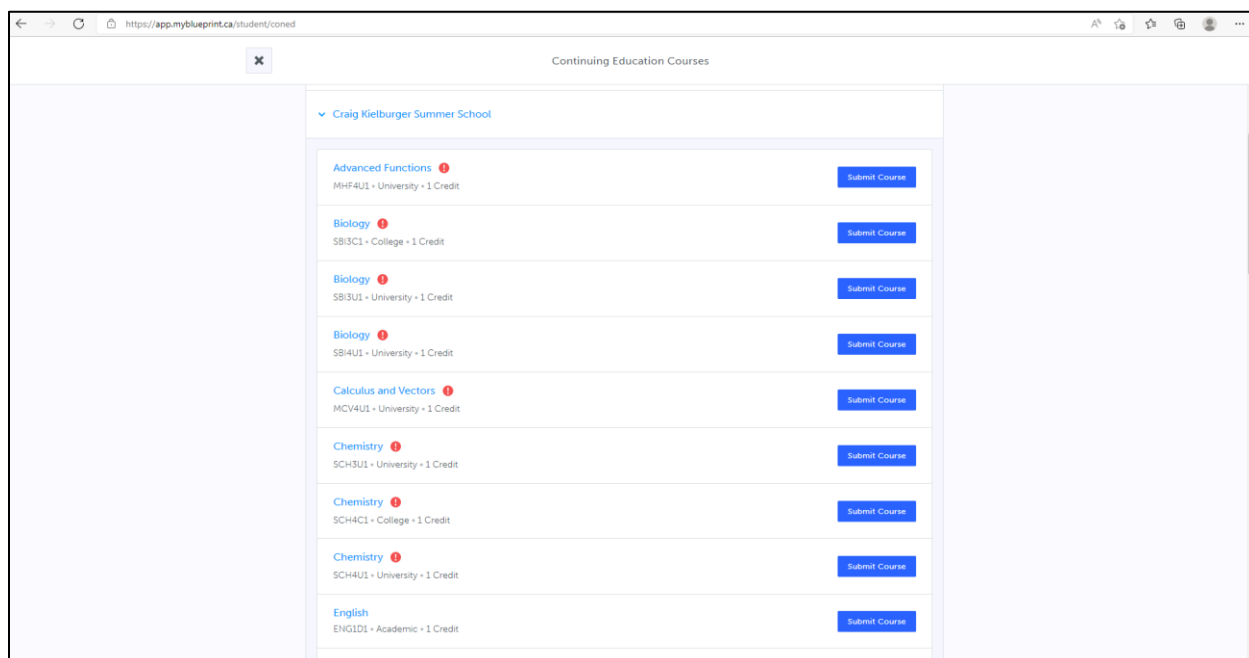 https://app.myblueprint.ca/student/coned
Continuing Education Courses
Craig Kielburger Summer School
Advanced Functions
MHF4U1 • University • 1 Credit
Submit Course
Biology
SBI3C1 • College • 1 Credit
Submit Course
Biology
SBI3U1 • University • 1 Credit
Submit Course
Biology
SBI4U1 • University • 1 Credit
Submit Course
Calculus and Vectors
MCV4U1 • University • 1 Credit
Submit Course
Chemistry
SCH3U1 • University • 1 Credit
Submit Course
Chemistry
SCH4C1 • College • 1 Credit
Submit Course
Chemistry
SCH4U1 • University • 1 Credit
Submit Course
English
ENG1D1 • Academic • 1 Credit
Submit Course